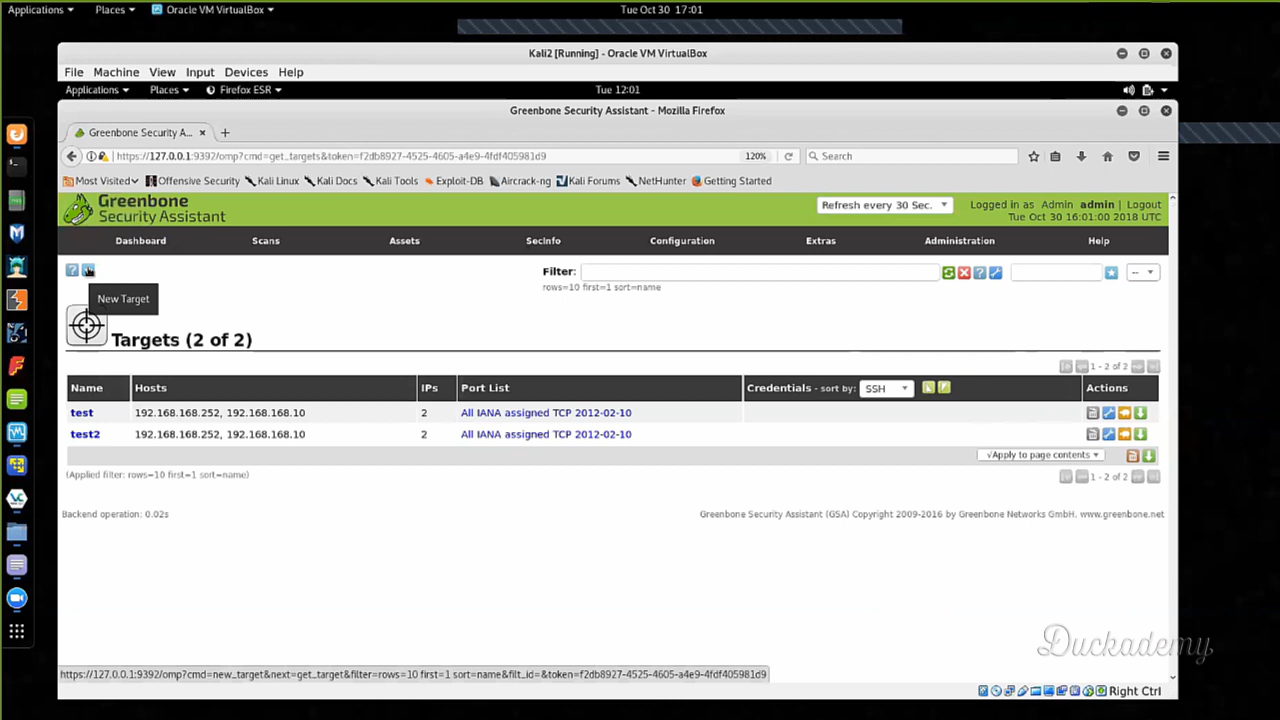 Applications Places Oracle VM VirtualBox Tue Oct 30 17:01
Kali2 [Running] - Oracle VM VirtualBox
File Machine View Input Devices Help
Applications Places Firefox ESR Tue 12:01
Greenbone Security Assistant - Mozilla Firefox
Greenbone Security A...
https://127.0.0.1:9392/omp?cmd=get_targets&token=f2db8927-4525-4605-a4e9-4fdf405981d9 120% Search
Most Visited Offensive Security Kali Linux Kali Docs Kali Tools Exploit-DB Aircrack-ng Kali Forums NetHunter Getting Started
Greenbone
Security Assistant
Refresh every 30 Sec. Logged in as Admin admin | Logout
Tue Oct 30 16:01:00 2018 UTC
Dashboard Scans Assets SecInfo Configuration Extras Administration Help
Filter: --
rows=10 first=1 sort=name
New Target
Targets (2 of 2)
1 - 2 of 2
Name Hosts IPs Port List Credentials - sort by: SSH Actions
test 192.168.168.252, 192.168.168.10 2 All IANA assigned TCP 2012-02-10
test2 192.168.168.252, 192.168.168.10 2 All IANA assigned TCP 2012-02-10
√Apply to page contents
(Applied filter: rows=10 first=1 sort=name) 1 - 2 of 2
Backend operation: 0.02s Greenbone Security Assistant (GSA) Copyright 2009-2016 by Greenbone Networks GmbH. www.greenbone.net
Duckademy
https://127.0.0.1:9392/omp?cmd=new_target&next=get_target&filter=rows=10 first=1 sort=name&filt_id=&token=f2db8927-4525-4605-a4e9-4fdf405981d9
Right Ctrl